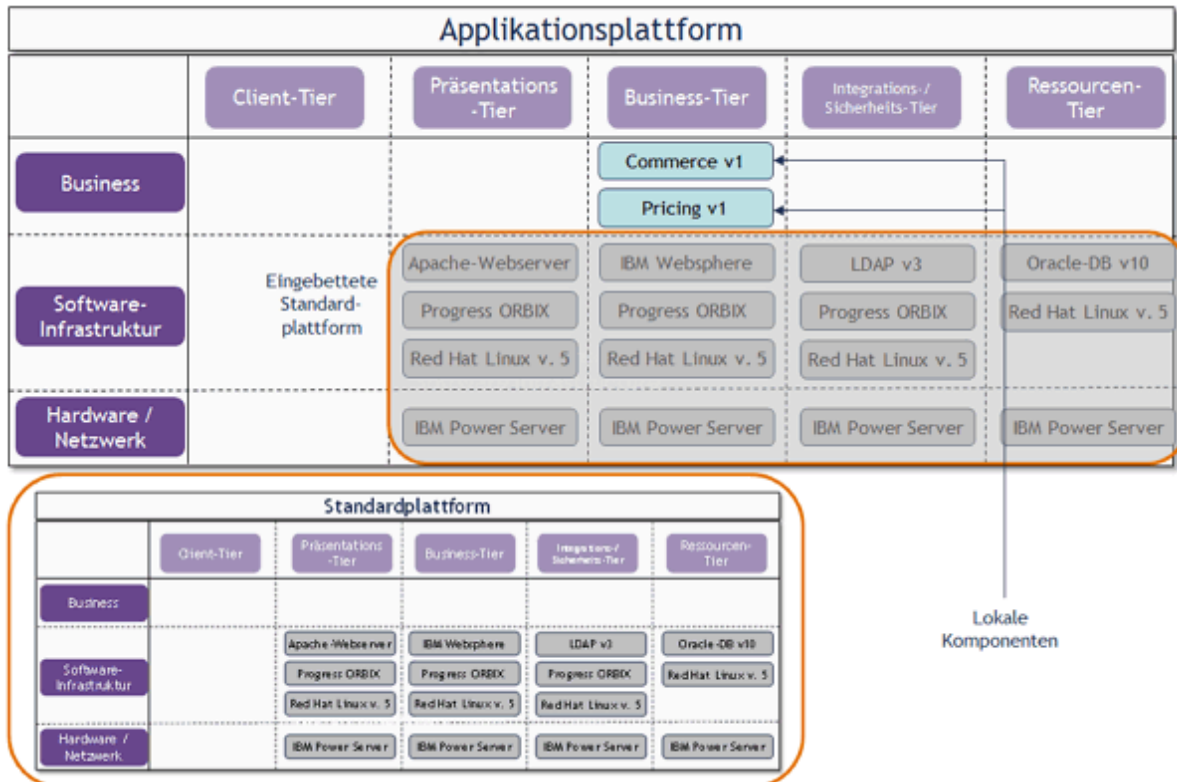 Applikationsplattform
Client-Tier
Präsentations
-Tier
Business-Tier
Integrations-/
Sicherheits-Tier
Ressourcen-
Tier
Business
Commerce v1
Pricing v1
Software-
Infrastruktur
Eingebettete
Standard-
plattform
Apache-Webserver
IBM Websphere
LDAP v3
Oracle-DB v10
Progress ORBIX
Progress ORBIX
Progress ORBIX
Red Hat Linux v. 5
Red Hat Linux v. 5
Red Hat Linux v. 5
Red Hat Linux v. 5
Hardware /
Netzwerk
IBM Power Server
IBM Power Server
IBM Power Server
IBM Power Server
Standardplattform
Client-Tier
Präsentations
-Tier
Business-Tier
Integrations-/
Sicherheits-Tier
Ressourcen-
Tier
Business
Software-
Infrastruktur
Apache-Webserver
IBM Websphere
LDAP v3
Oracle-DB v10
Progress ORBIX
Progress ORBIX
Progress ORBIX
Red Hat Linux v. 5
Red Hat Linux v. 5
Red Hat Linux v. 5
Red Hat Linux v. 5
Hardware /
Netzwerk
IBM Power Server
IBM Power Server
IBM Power Server
IBM Power Server
Lokale
Komponenten